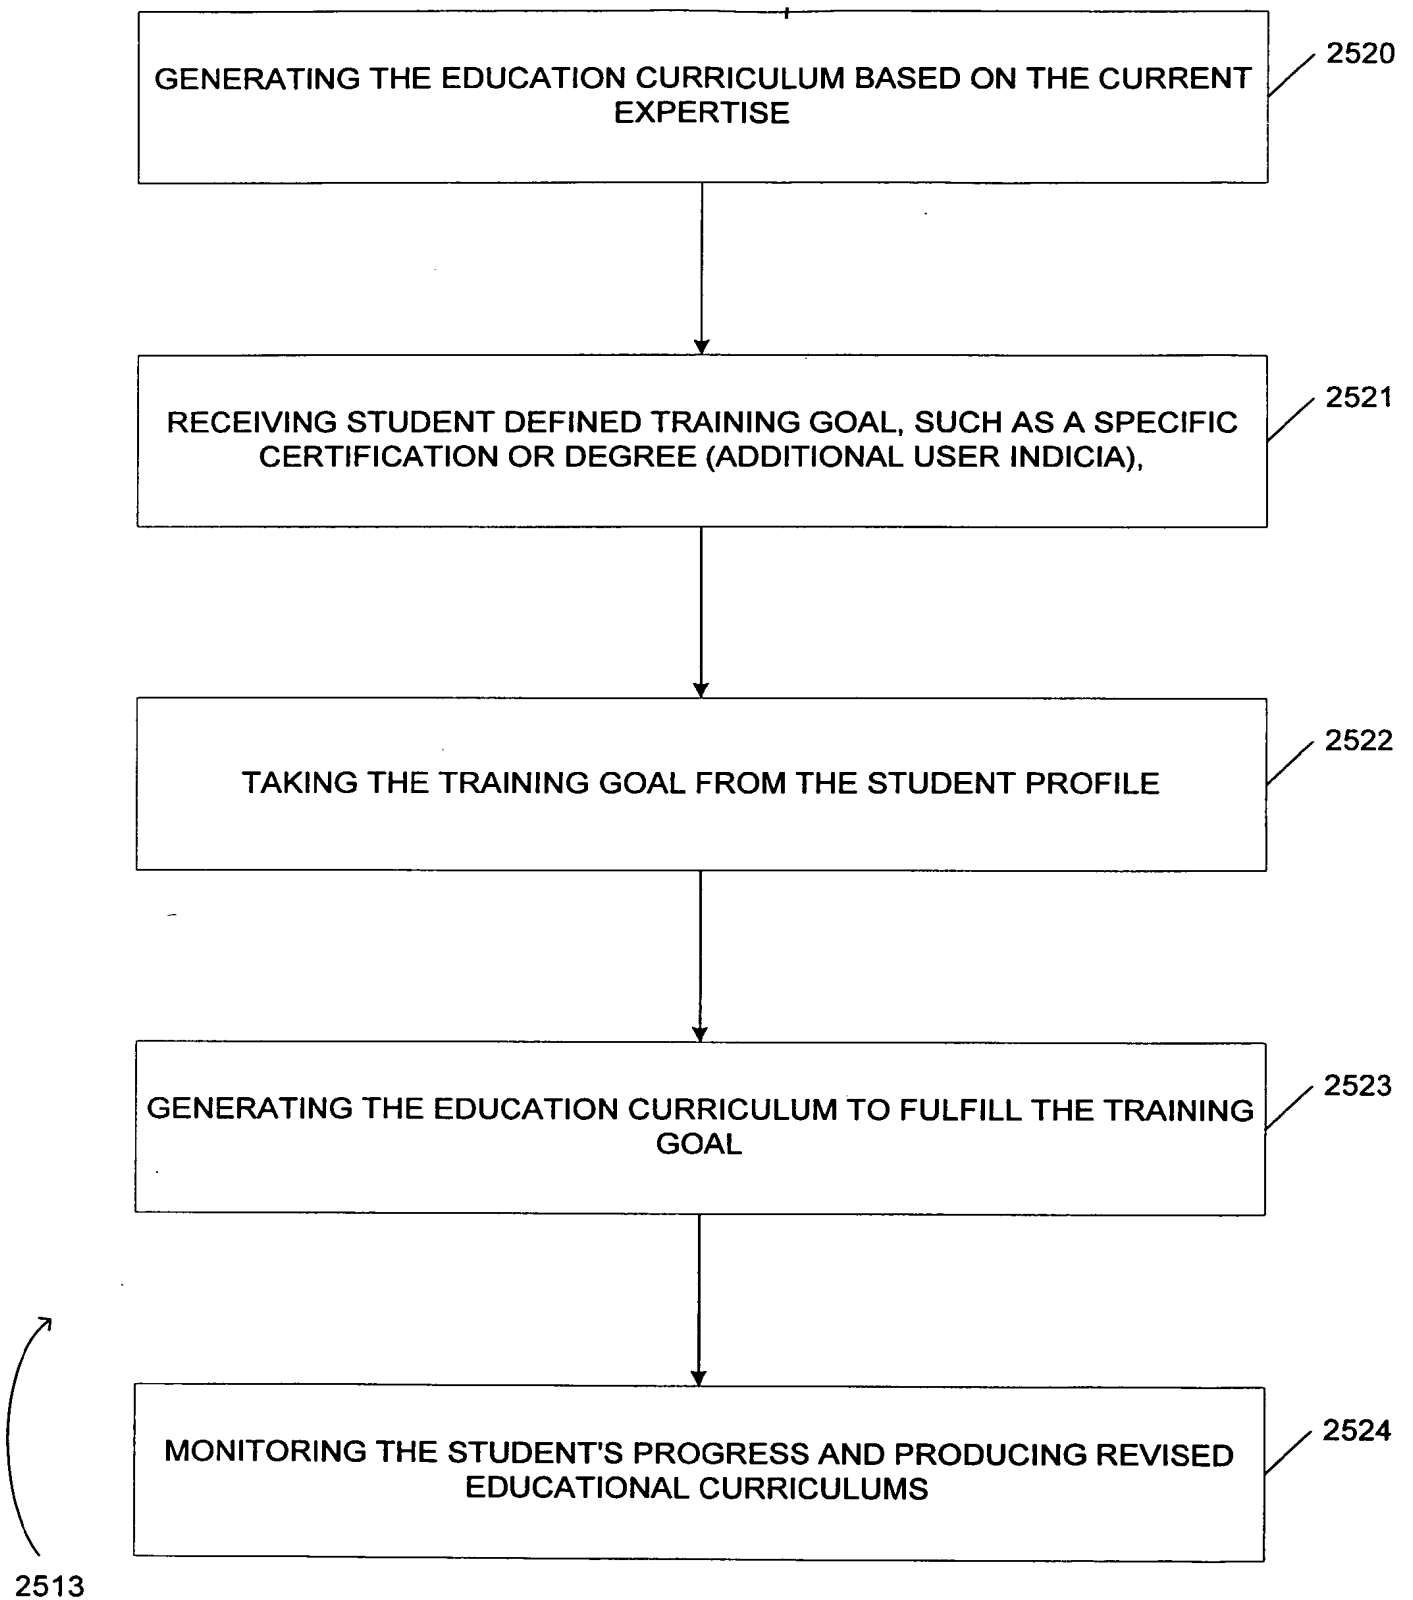 GENERATING THE EDUCATION CURRICULUM BASED ON THE CURRENT
EXPERTISE
2520
RECEIVING STUDENT DEFINED TRAINING GOAL, SUCH AS A SPECIFIC
CERTIFICATION OR DEGREE (ADDITIONAL USER INDICIA),
2521
TAKING THE TRAINING GOAL FROM THE STUDENT PROFILE
2522
GENERATING THE EDUCATION CURRICULUM TO FULFILL THE TRAINING
GOAL
2523
MONITORING THE STUDENT'S PROGRESS AND PRODUCING REVISED
EDUCATIONAL CURRICULUMS
2524
2513